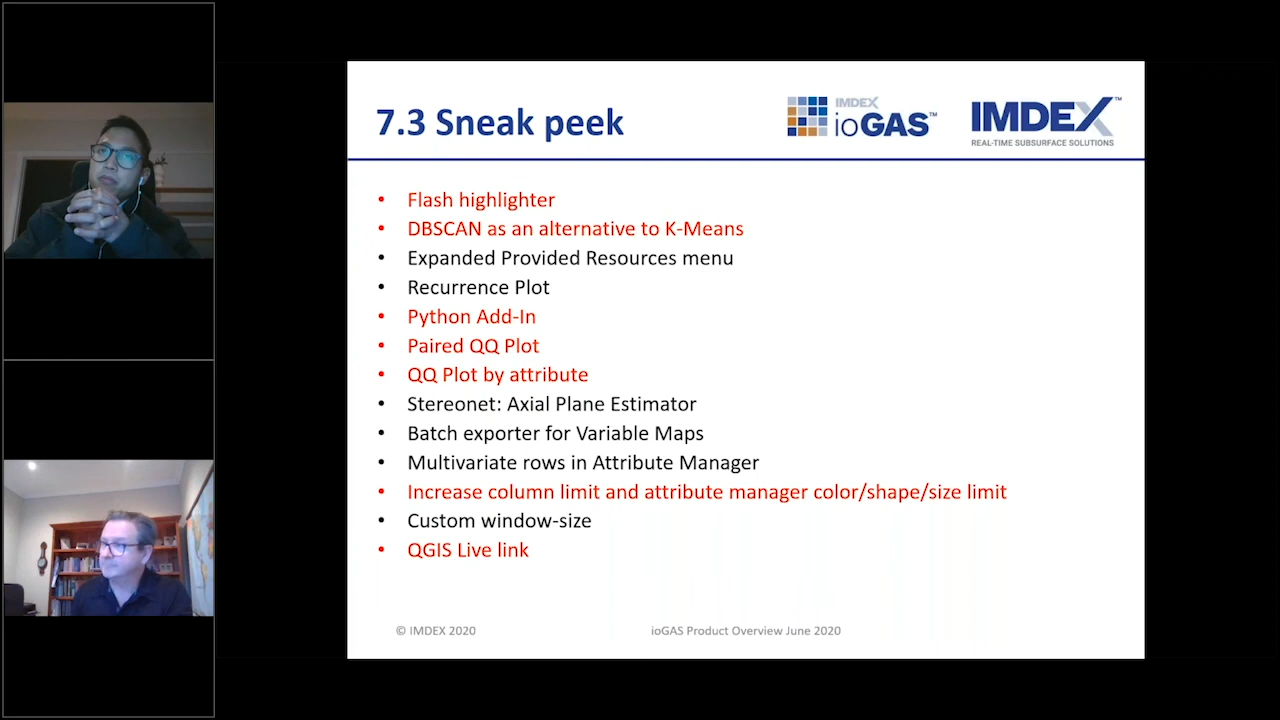 7.3 Sneak peek
IMDEX
ioGAS™
IMDEX™
REAL-TIME SUBSURFACE SOLUTIONS
• Flash highlighter
• DBSCAN as an alternative to K-Means
• Expanded Provided Resources menu
• Recurrence Plot
• Python Add-In
• Paired QQ Plot
• QQ Plot by attribute
• Stereonet: Axial Plane Estimator
• Batch exporter for Variable Maps
• Multivariate rows in Attribute Manager
• Increase column limit and attribute manager color/shape/size limit
• Custom window-size
• QGIS Live link
© IMDEX 2020
ioGAS Product Overview June 2020